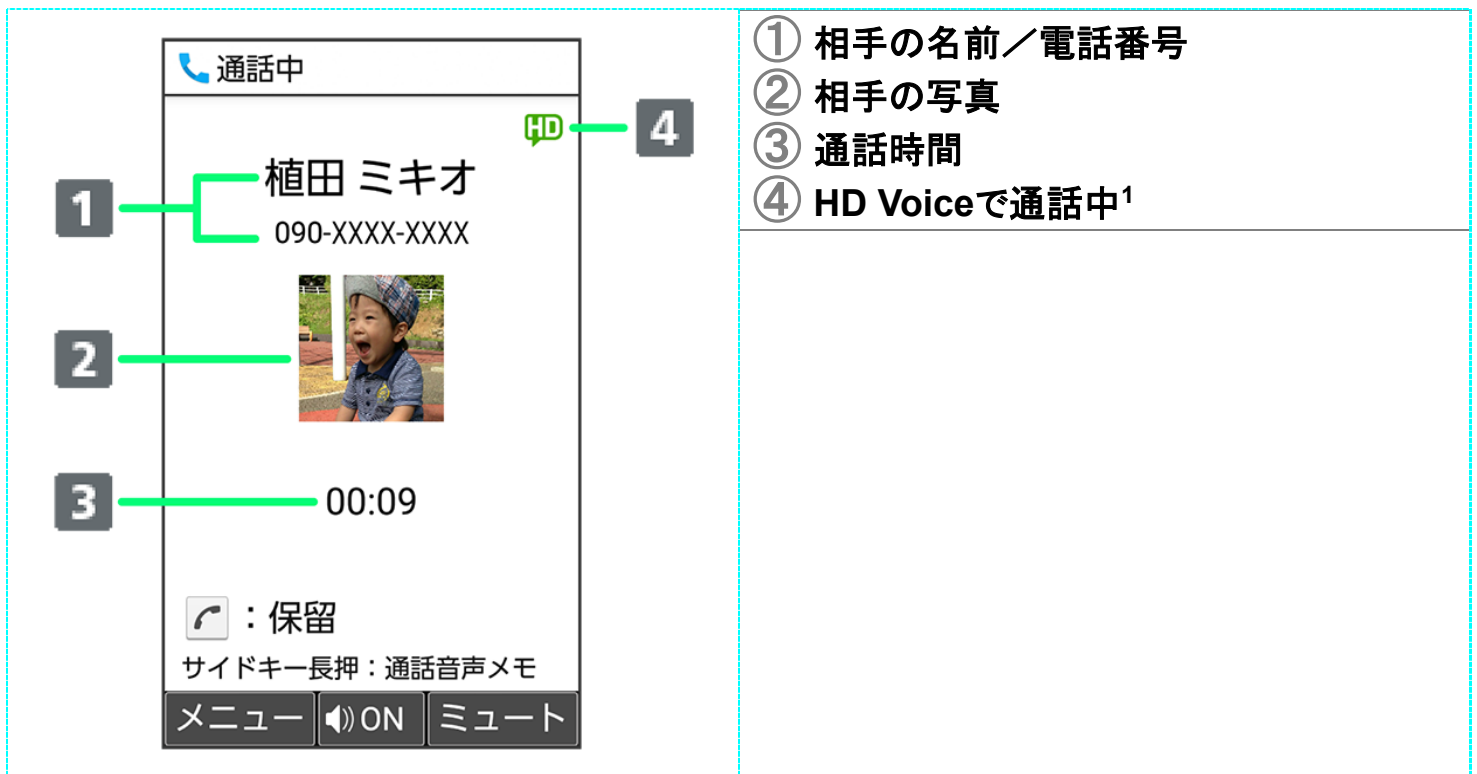 通話中
HD
4
植田 ミキオ
1
090-XXXX-XXXX
2
3
00:09
：保留
サイドキー長押：通話音声メモ
メニュー
ON
ミュート
① 相手の名前／電話番号
② 相手の写真
③ 通話時間
④ HD Voiceで通話中¹